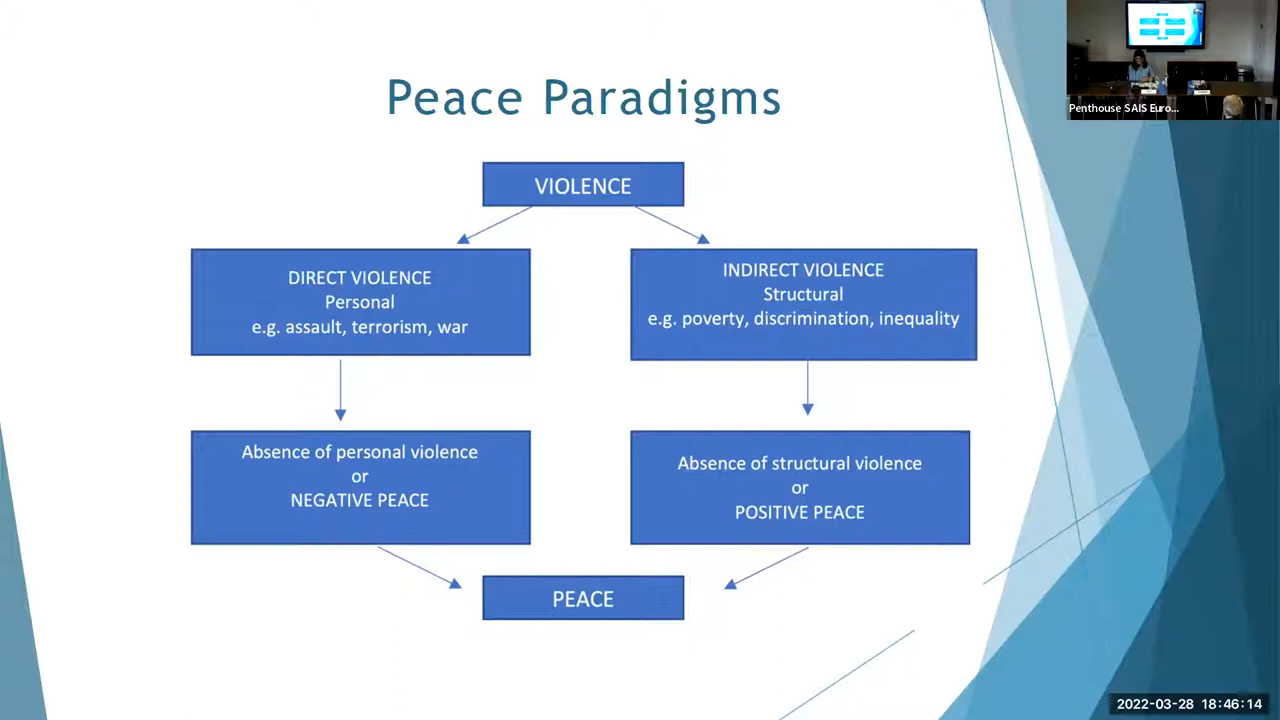 Peace Paradigms
Penthouse SAIS Euro...
VIOLENCE
DIRECT VIOLENCE
Personal
e.g. assault, terrorism, war
INDIRECT VIOLENCE
Structural
e.g. poverty, discrimination, inequality
Absence of personal violence
or
NEGATIVE PEACE
Absence of structural violence
or
POSITIVE PEACE
PEACE
2022-03-28 18:46:14